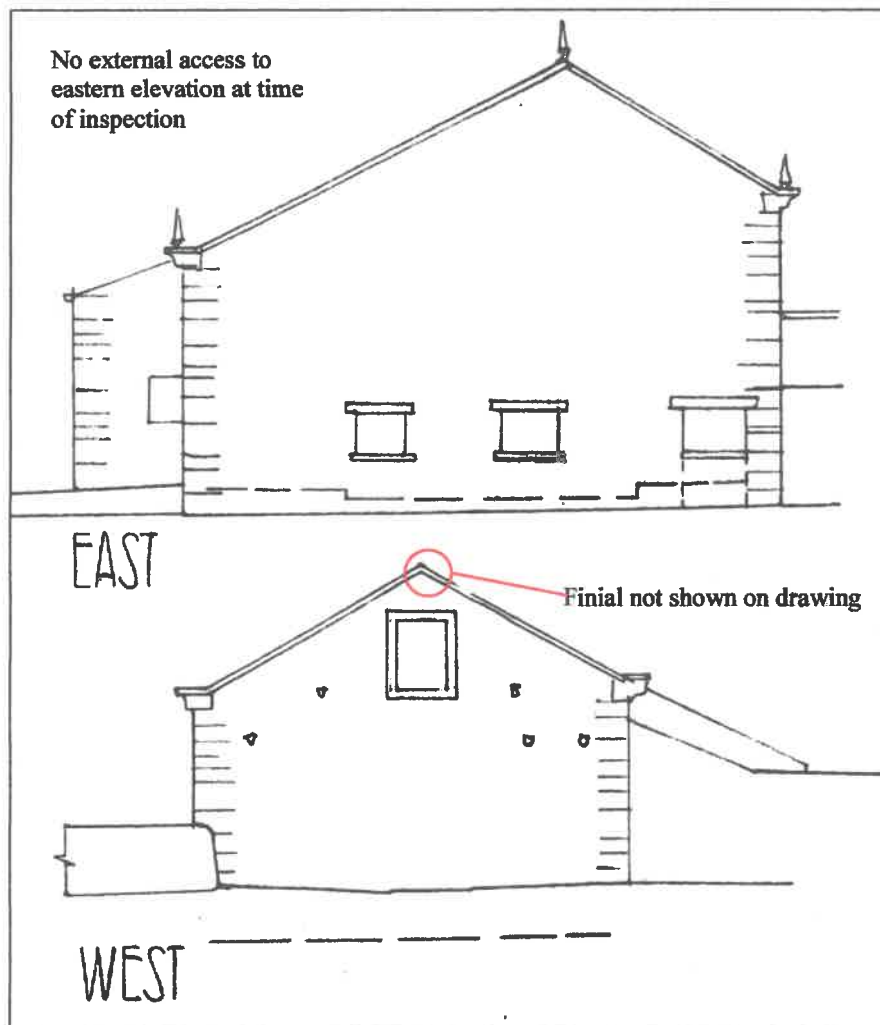 No external access to
eastern elevation at time
of inspection
EAST
Finial not shown on drawing
WEST